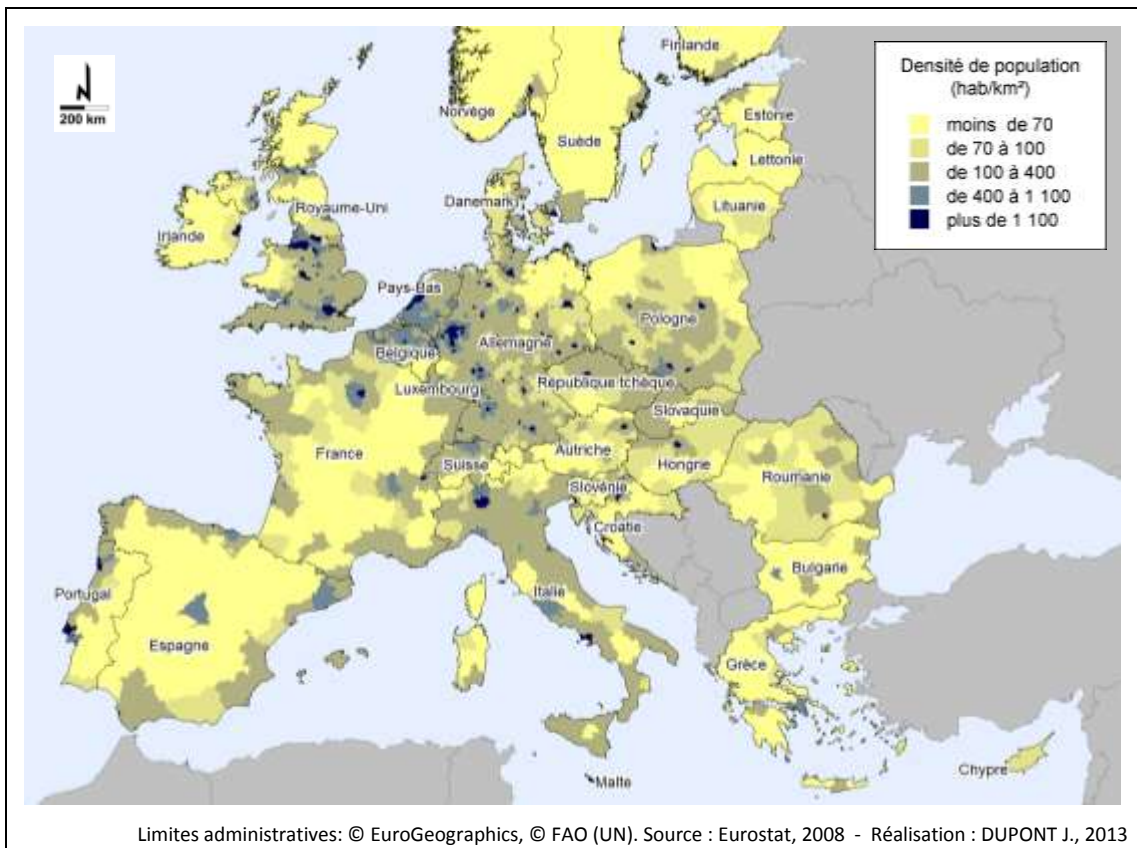 N
200 km
Finlande
Norvège
Suède
Estonie
Lettonie
Lituanie
Danemark
Royaume-Uni
Irlande
Pays-Bas
Pologne
Allemagne
Belgique
Luxembourg
République tchèque
Slovaquie
France
Autriche
Suisse
Hongrie
Roumanie
Slovénie
Croatie
Bulgarie
Italie
Portugal
Espagne
Grèce
Malte
Chypre
Densité de population
(hab/km²)
moins de 70
de 70 à 100
de 100 à 400
de 400 à 1 100
plus de 1 100
Limites administratives: © EuroGeographics, © FAO (UN). Source : Eurostat, 2008 - Réalisation : DUPONT J., 2013